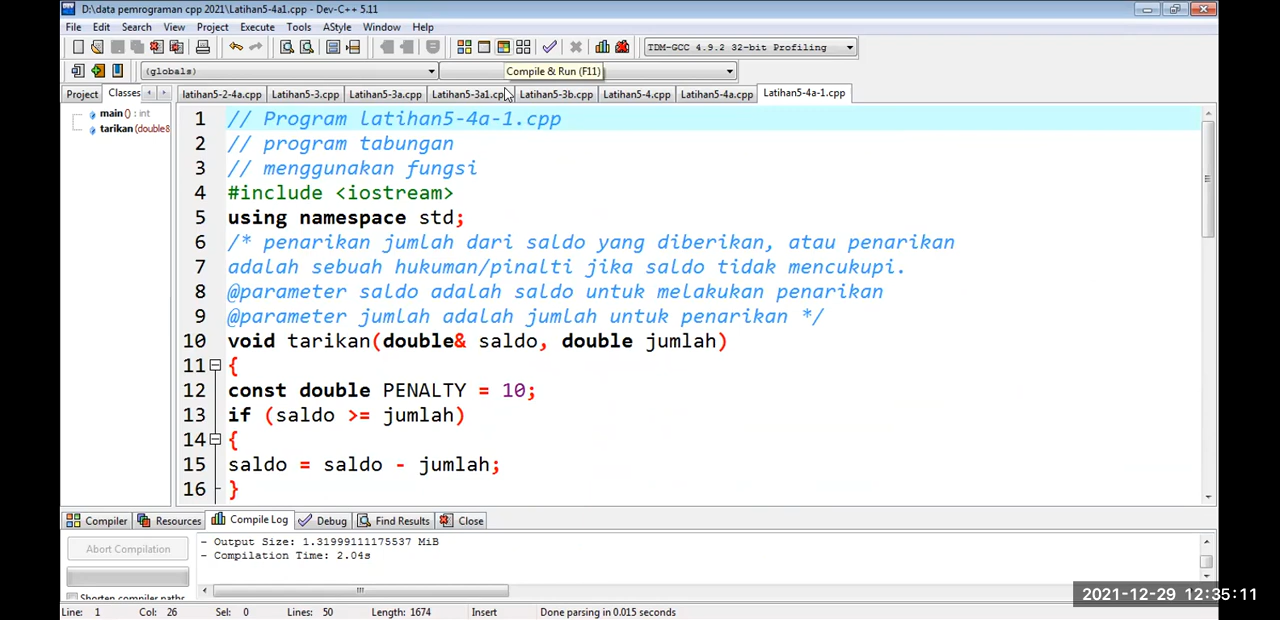 D:\data pemrograman cpp 2021\Latihan5-4a1.cpp - Dev-C++ 5.11
File Edit Search View Project Execute Tools AStyle Window Help
TDM-GCC 4.9.2 32-bit Profiling
(globals)
Compile & Run (F11)
Project Classes
latihan5-2-4a.cpp Latihan5-3.cpp Latihan5-3a.cpp Latihan5-3a1.cpp Latihan5-3b.cpp Latihan5-4.cpp Latihan5-4a.cpp Latihan5-4a-1.cpp
main() : int
tarikan (double&
1 // Program latihan5-4a-1.cpp
2 // program tabungan
3 // menggunakan fungsi
4 #include <iostream>
5 using namespace std;
6 /* penarikan jumlah dari saldo yang diberikan, atau penarikan
7 adalah sebuah hukuman/pinalti jika saldo tidak mencukupi.
8 @parameter saldo adalah saldo untuk melakukan penarikan
9 @parameter jumlah adalah jumlah untuk penarikan */
10 void tarikan(double& saldo, double jumlah)
11 {
12 const double PENALTY = 10;
13 if (saldo >= jumlah)
14 {
15 saldo = saldo - jumlah;
16 }
Compiler Resources Compile Log Debug Find Results Close
Abort Compilation
Shorten compiler paths
- Output Size: 1.31999111175537 MiB
- Compilation Time: 2.04s
Line: 1 Col: 26 Sel: 0 Lines: 50 Length: 1674 Insert Done parsing in 0.015 seconds
2021-12-29 12:35:11